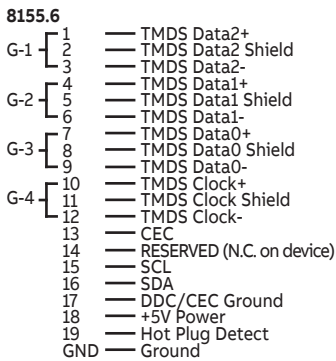 8155.6
1 TMDS Data2+
G-1 2 TMDS Data2 Shield
3 TMDS Data2-
4 TMDS Data1+
G-2 5 TMDS Data1 Shield
6 TMDS Data1-
7 TMDS Data0+
G-3 8 TMDS Data0 Shield
9 TMDS Data0-
10 TMDS Clock+
G-4 11 TMDS Clock Shield
12 TMDS Clock-
13 CEC
14 RESERVED (N.C. on device)
15 SCL
16 SDA
17 DDC/CEC Ground
18 +5V Power
19 Hot Plug Detect
GND Ground